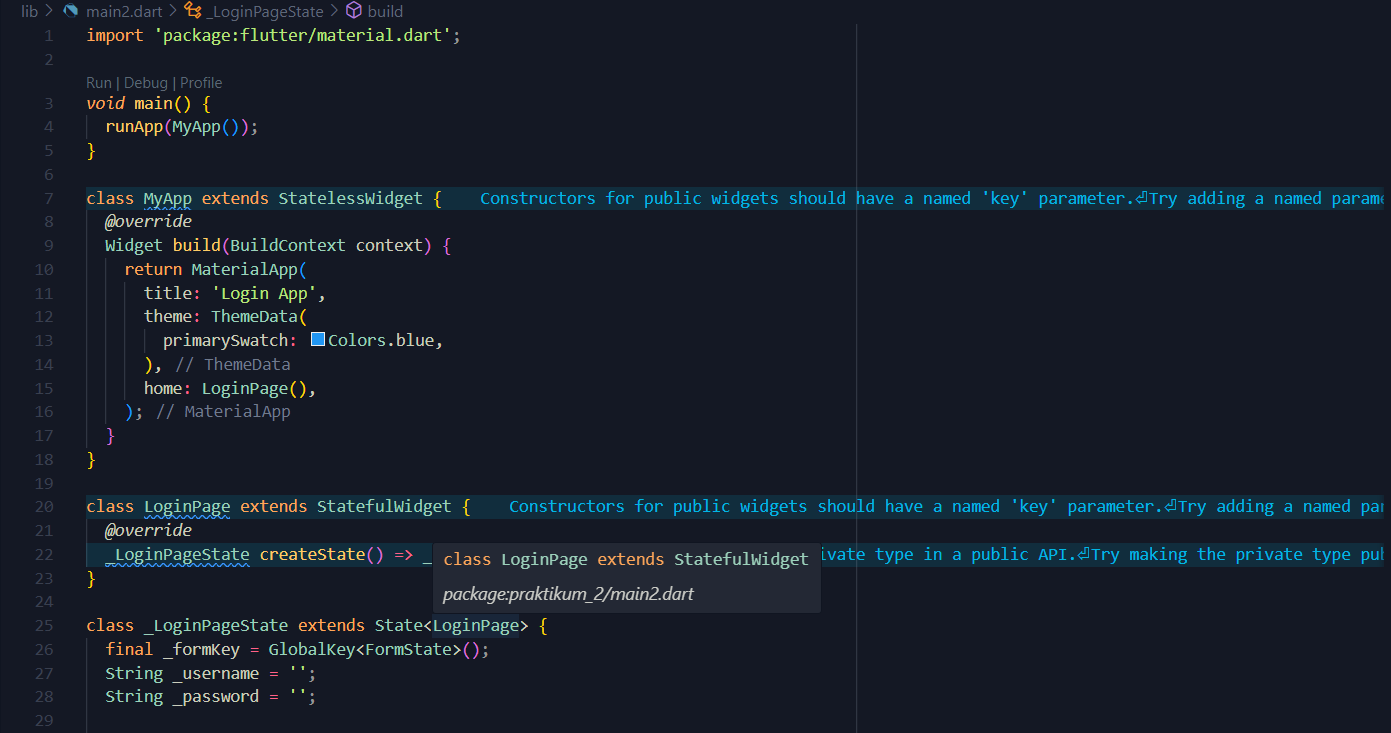 lib > main2.dart > _LoginPageState > build
1 import 'package:flutter/material.dart';
2
Run | Debug | Profile
3 void main() {
4 runApp(MyApp());
5 }
6
7 class MyApp extends StatelessWidget { Constructors for public widgets should have a named 'key' parameter.⏎Try adding a named parame
8 @override
9 Widget build(BuildContext context) {
10 return MaterialApp(
11 title: 'Login App',
12 theme: ThemeData(
13 primarySwatch: Colors.blue,
14 ), // ThemeData
15 home: LoginPage(),
16 ); // MaterialApp
17 }
18 }
19
20 class LoginPage extends StatefulWidget { Constructors for public widgets should have a named 'key' parameter.⏎Try adding a named par
21 @override
22 _LoginPageState createState() => _ ivate type in a public API.⏎Try making the private type pub
class LoginPage extends StatefulWidget
package:praktikum_2/main2.dart
23 }
24
25 class _LoginPageState extends State<LoginPage> {
26 final _formKey = GlobalKey<FormState>();
27 String _username = '';
28 String _password = '';
29